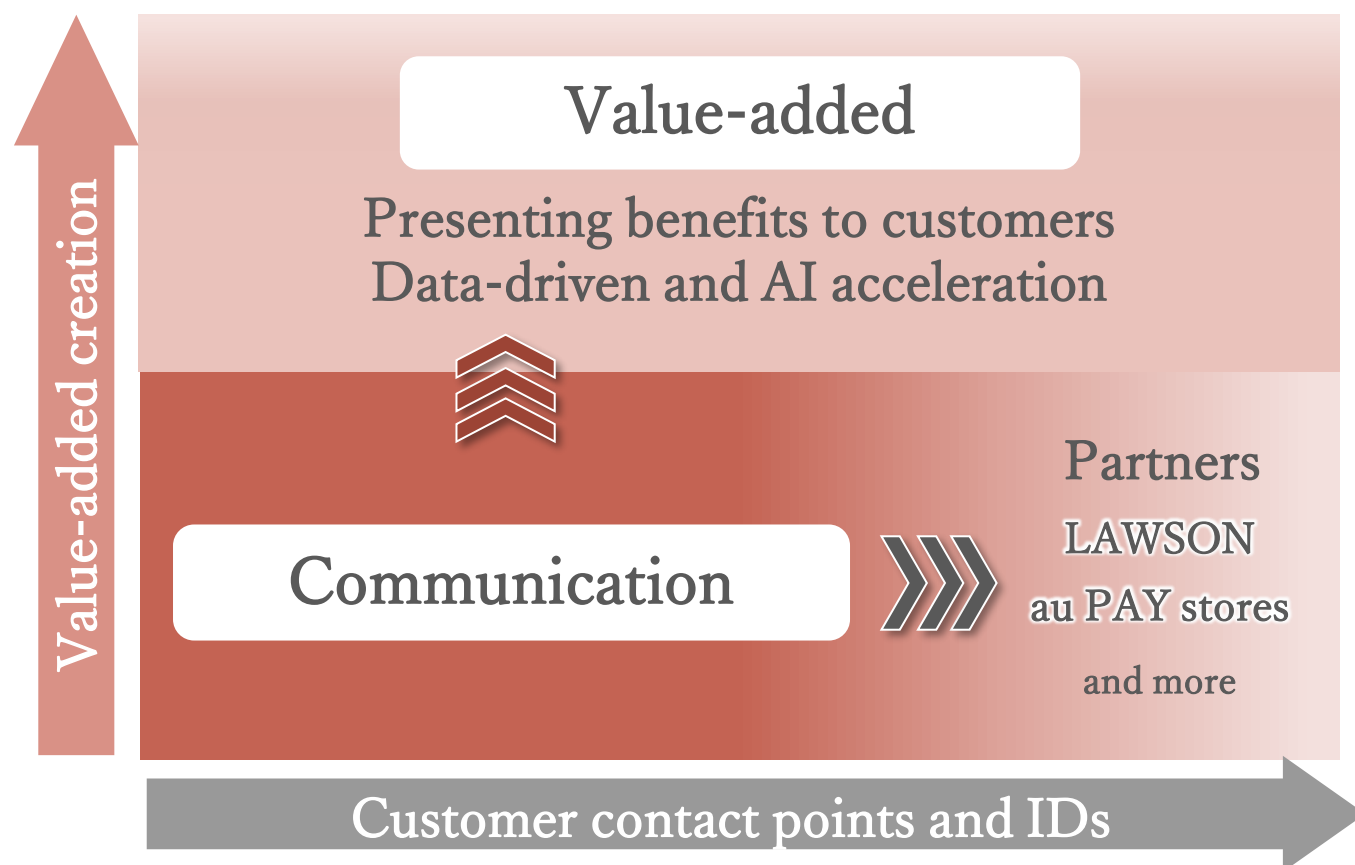 Value-added
Presenting benefits to customers
Data-driven and AI acceleration
Value-added creation
Communication
Partners
LAWSON
au PAY stores
and more
Customer contact points and IDs